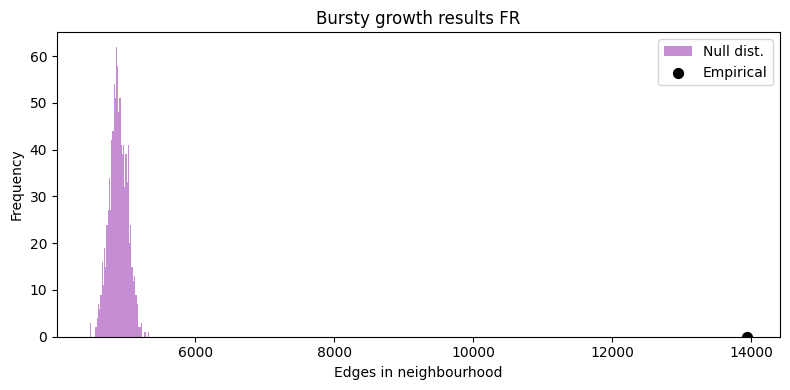 Bursty growth results FR
Null dist.
Empirical
Frequency
60
50
40
30
20
10
0
6000 8000 10000 12000 14000
Edges in neighbourhood